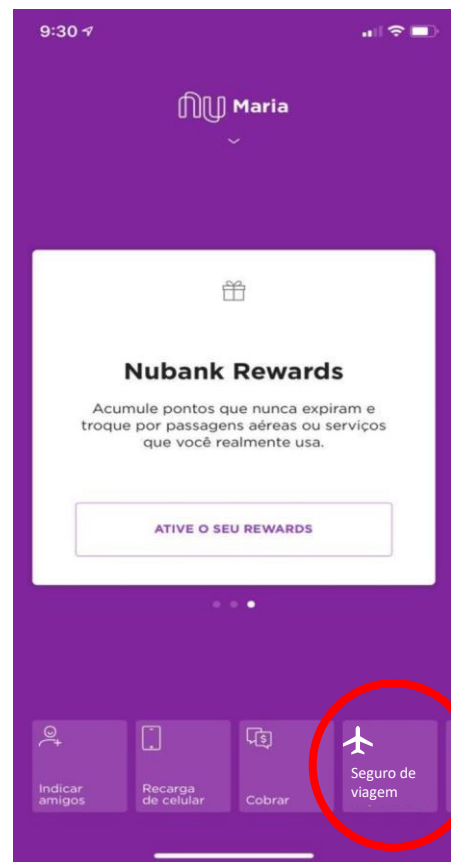 9:30
nu Maria
Nubank Rewards
Acumule pontos que nunca expiram e
troque por passagens aéreas ou serviços
que você realmente usa.
ATIVE O SEU REWARDS
Indicar
amigos
Recarga
de celular
Cobrar
Seguro de
viagem